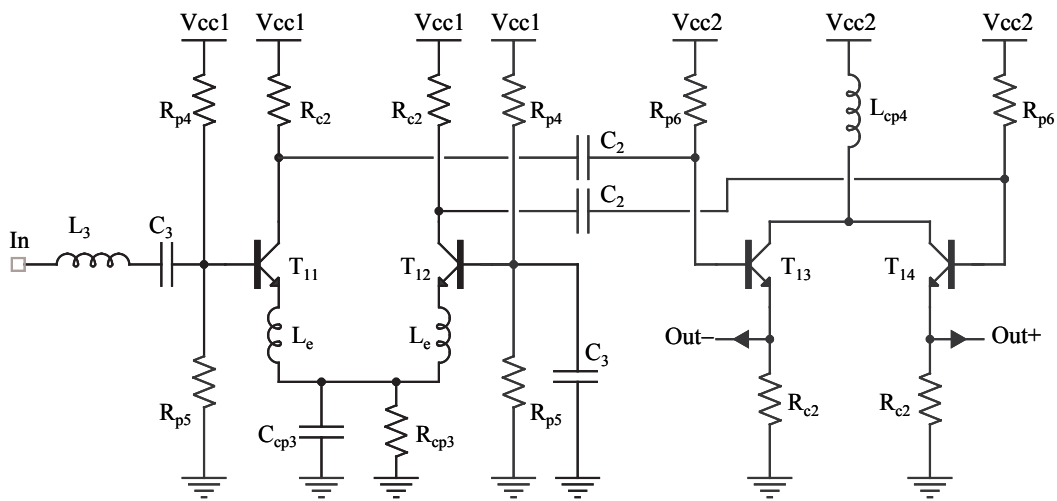 Vcc1 Vcc1 Vcc1 Vcc1 Vcc2 Vcc2 Vcc2
Rp4 Rc2 Rc2 Rp4 Rp6 Lcp4 Rp6
C2
C2
In L3 C3
T11 T12 T13 T14
Le Le
Out− Out+
C3
Rp5 Ccp3 Rcp3 Rp5 Rc2 Rc2